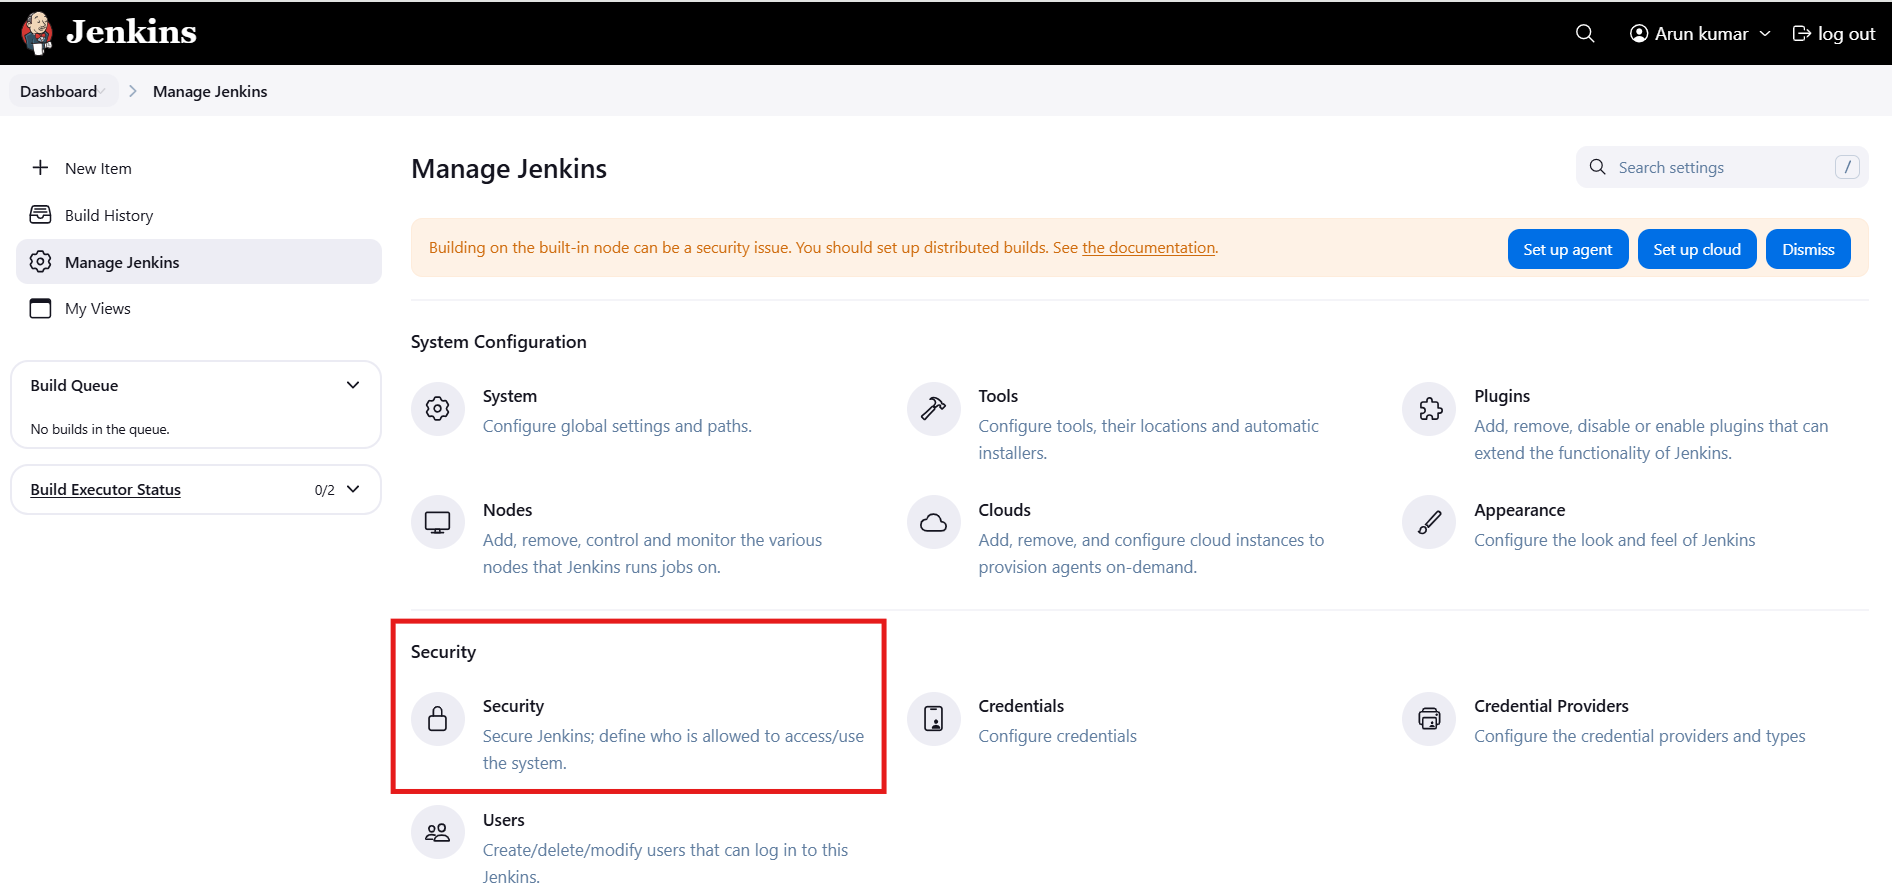 Jenkins
Arun kumar
log out
Dashboard
Manage Jenkins
New Item
Build History
Manage Jenkins
My Views
Build Queue
No builds in the queue.
Build Executor Status 0/2
Manage Jenkins
Search settings /
Building on the built-in node can be a security issue. You should set up distributed builds. See the documentation.
Set up agent
Set up cloud
Dismiss
System Configuration
System
Configure global settings and paths.
Tools
Configure tools, their locations and automatic
installers.
Plugins
Add, remove, disable or enable plugins that can
extend the functionality of Jenkins.
Nodes
Add, remove, control and monitor the various
nodes that Jenkins runs jobs on.
Clouds
Add, remove, and configure cloud instances to
provision agents on-demand.
Appearance
Configure the look and feel of Jenkins
Security
Security
Secure Jenkins; define who is allowed to access/use
the system.
Credentials
Configure credentials
Credential Providers
Configure the credential providers and types
Users
Create/delete/modify users that can log in to this
Jenkins.